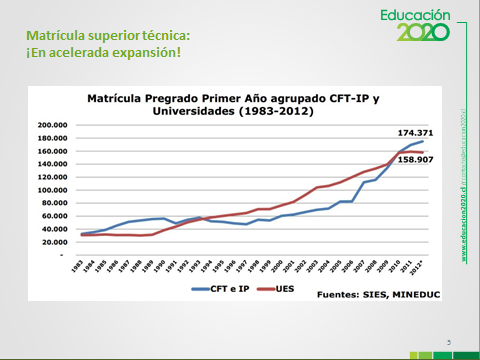 Educación
2020
Matrícula superior técnica:
¡En acelerada expansión!
Matrícula Pregrado Primer Año agrupado CFT-IP y
Universidades (1983-2012)
200.000
180.000
160.000
140.000
120.000
100.000
80.000
60.000
40.000
20.000
-
174.371
158.907
1983 1984 1985 1986 1987 1988 1989 1990 1991 1992 1993 1994 1995 1996 1997 1998 1999 2000 2001 2002 2003 2004 2005 2006 2007 2008 2009 2010 2011 2012*
CFT e IP UES
Fuentes: SIES, MINEDUC
www.educacion2020.cl
5